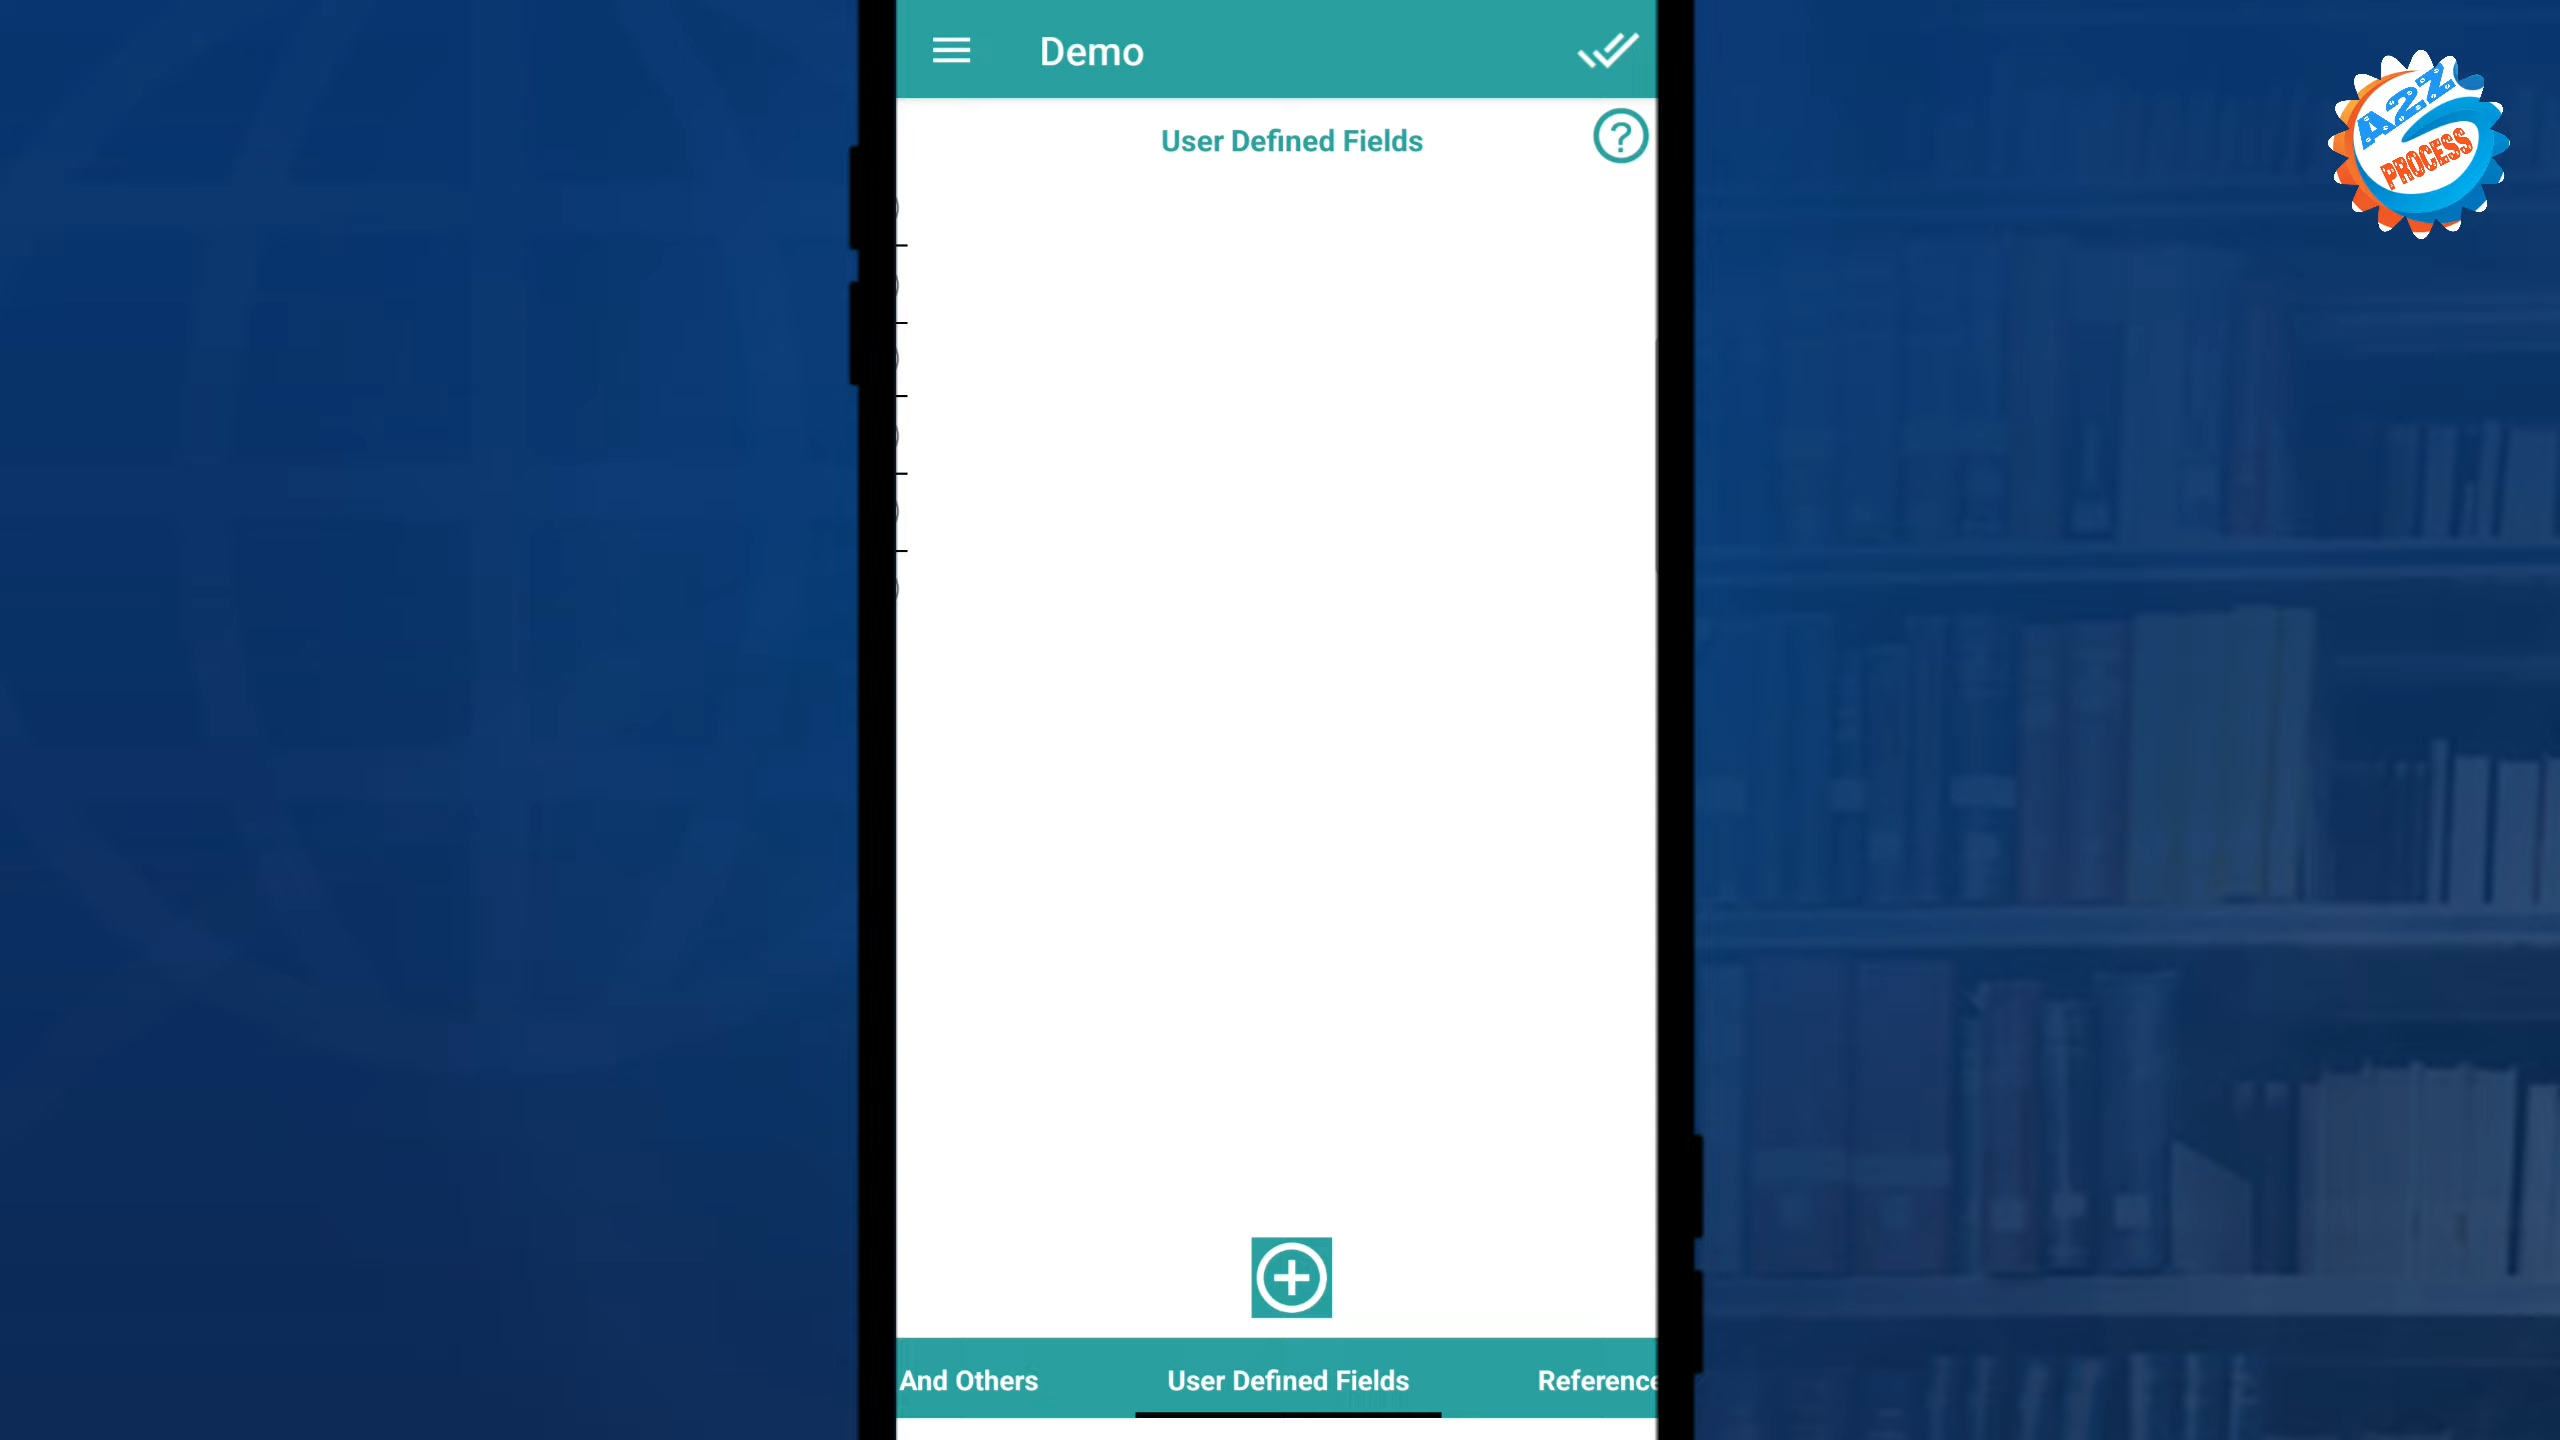 Demo
User Defined Fields
A2Z
PROCESS
And Others
User Defined Fields
Reference